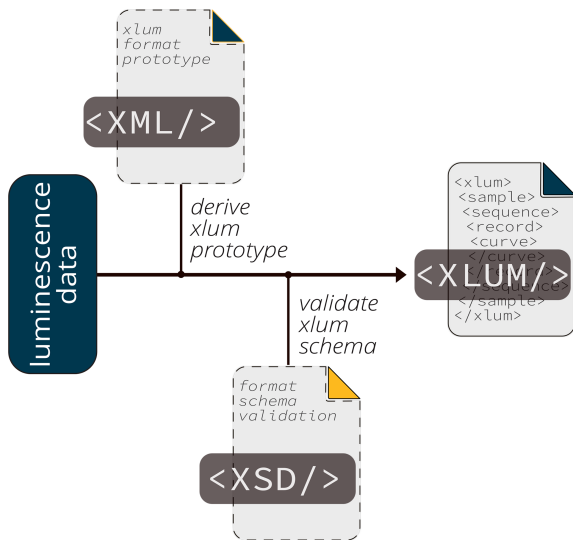 xlum
format
prototype
<XML/>
derive
xlum
prototype
luminescence
data
<xlum>
<sample>
<sequence>
<record>
<curve>
</curve>
<XLUM/>
</sequence>
</sample>
</xlum>
validate
xlum
schema
format
schema
validation
<XSD/>